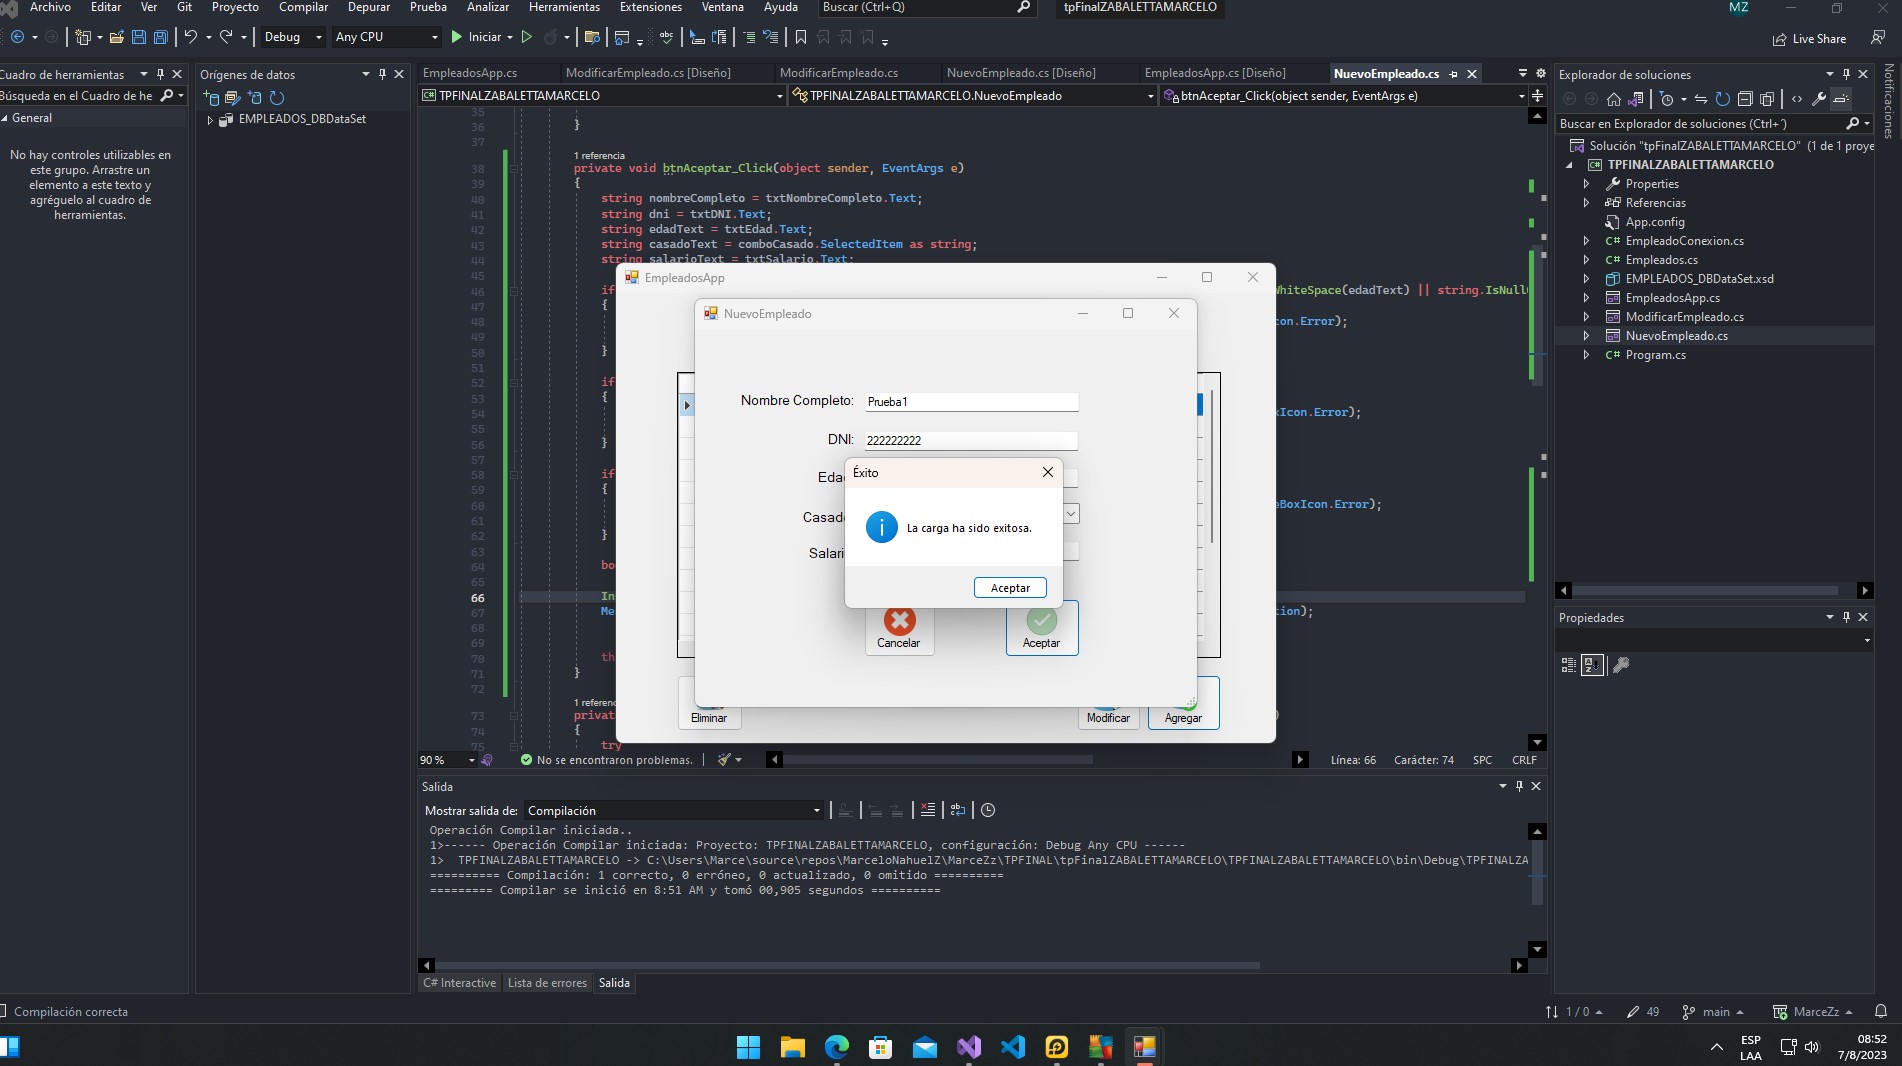 Archivo Editar Ver Git Proyecto Compilar Depurar Prueba Analizar Herramientas Extensiones Ventana Ayuda Buscar (Ctrl+Q) tpFinalZABALETTAMARCELO MZ
Debug Any CPU Iniciar Live Share
Cuadro de herramientas
Búsqueda en el Cuadro de he
General
No hay controles utilizables en
este grupo. Arrastre un
elemento a este texto y
agréguelo al cuadro de
herramientas.
Orígenes de datos
EMPLEADOS_DBDataSet
EmpleadosApp.cs ModificarEmpleado.cs [Diseño] ModificarEmpleado.cs NuevoEmpleado.cs [Diseño] EmpleadosApp.cs [Diseño] NuevoEmpleado.cs
TPFINALZABALETTAMARCELO TPFINALZABALETTAMARCELO.NuevoEmpleado btnAceptar_Click(object sender, EventArgs e)
35
36 }
37
1 referencia
38 private void btnAceptar_Click(object sender, EventArgs e)
39 {
40 string nombreCompleto = txtNombreCompleto.Text;
41 string dni = txtDNI.Text;
42 string edadText = txtEdad.Text;
43 string casadoText = comboCasado.SelectedItem as string;
44 string salarioText = txtSalario.Text;
45
46 if hiteSpace(edadText) || string.IsNull
47 {
48 con.Error);
49
50 }
51
52 if
53 {
54 Icon.Error);
55
56 }
57
58 if
59 {
60 eBoxIcon.Error);
61
62 }
63
64 bo
65
66 In
67 Me tion);
68
69
70 th
71 }
72
1 referenc
73 privat )
74 {
75 try
EmpleadosApp
NuevoEmpleado
Nombre Completo: Prueba1
DNI: 222222222
Edad
Casado
Salari
Éxito
La carga ha sido exitosa.
Aceptar
Cancelar Aceptar
Eliminar Modificar Agregar
90 % No se encontraron problemas. Línea: 66 Carácter: 74 SPC CRLF
Salida
Mostrar salida de: Compilación
Operación Compilar iniciada..
1>------ Operación Compilar iniciada: Proyecto: TPFINALZABALETTAMARCELO, configuración: Debug Any CPU ------
1> TPFINALZABALETTAMARCELO -> C:\Users\Marce\source\repos\MarceloNahuelZ\MarceZz\TPFINAL\tpFinalZABALETTAMARCELO\TPFINALZABALETTAMARCELO\bin\Debug\TPFINALZA
========== Compilación: 1 correcto, 0 erróneo, 0 actualizado, 0 omitido ==========
========= Compilar se inició en 8:51 AM y tomó 00,905 segundos ==========
C# Interactive Lista de errores Salida
Explorador de soluciones
Buscar en Explorador de soluciones (Ctrl+´)
Solución "tpFinalZABALETTAMARCELO" (1 de 1 proye
TPFINALZABALETTAMARCELO
Properties
Referencias
App.config
EmpleadoConexion.cs
Empleados.cs
EMPLEADOS_DBDataSet.xsd
EmpleadosApp.cs
ModificarEmpleado.cs
NuevoEmpleado.cs
Program.cs
Propiedades
Notificaciones
Compilación correcta 1 / 0 49 main MarceZz
ESP
LAA
08:52
7/8/2023